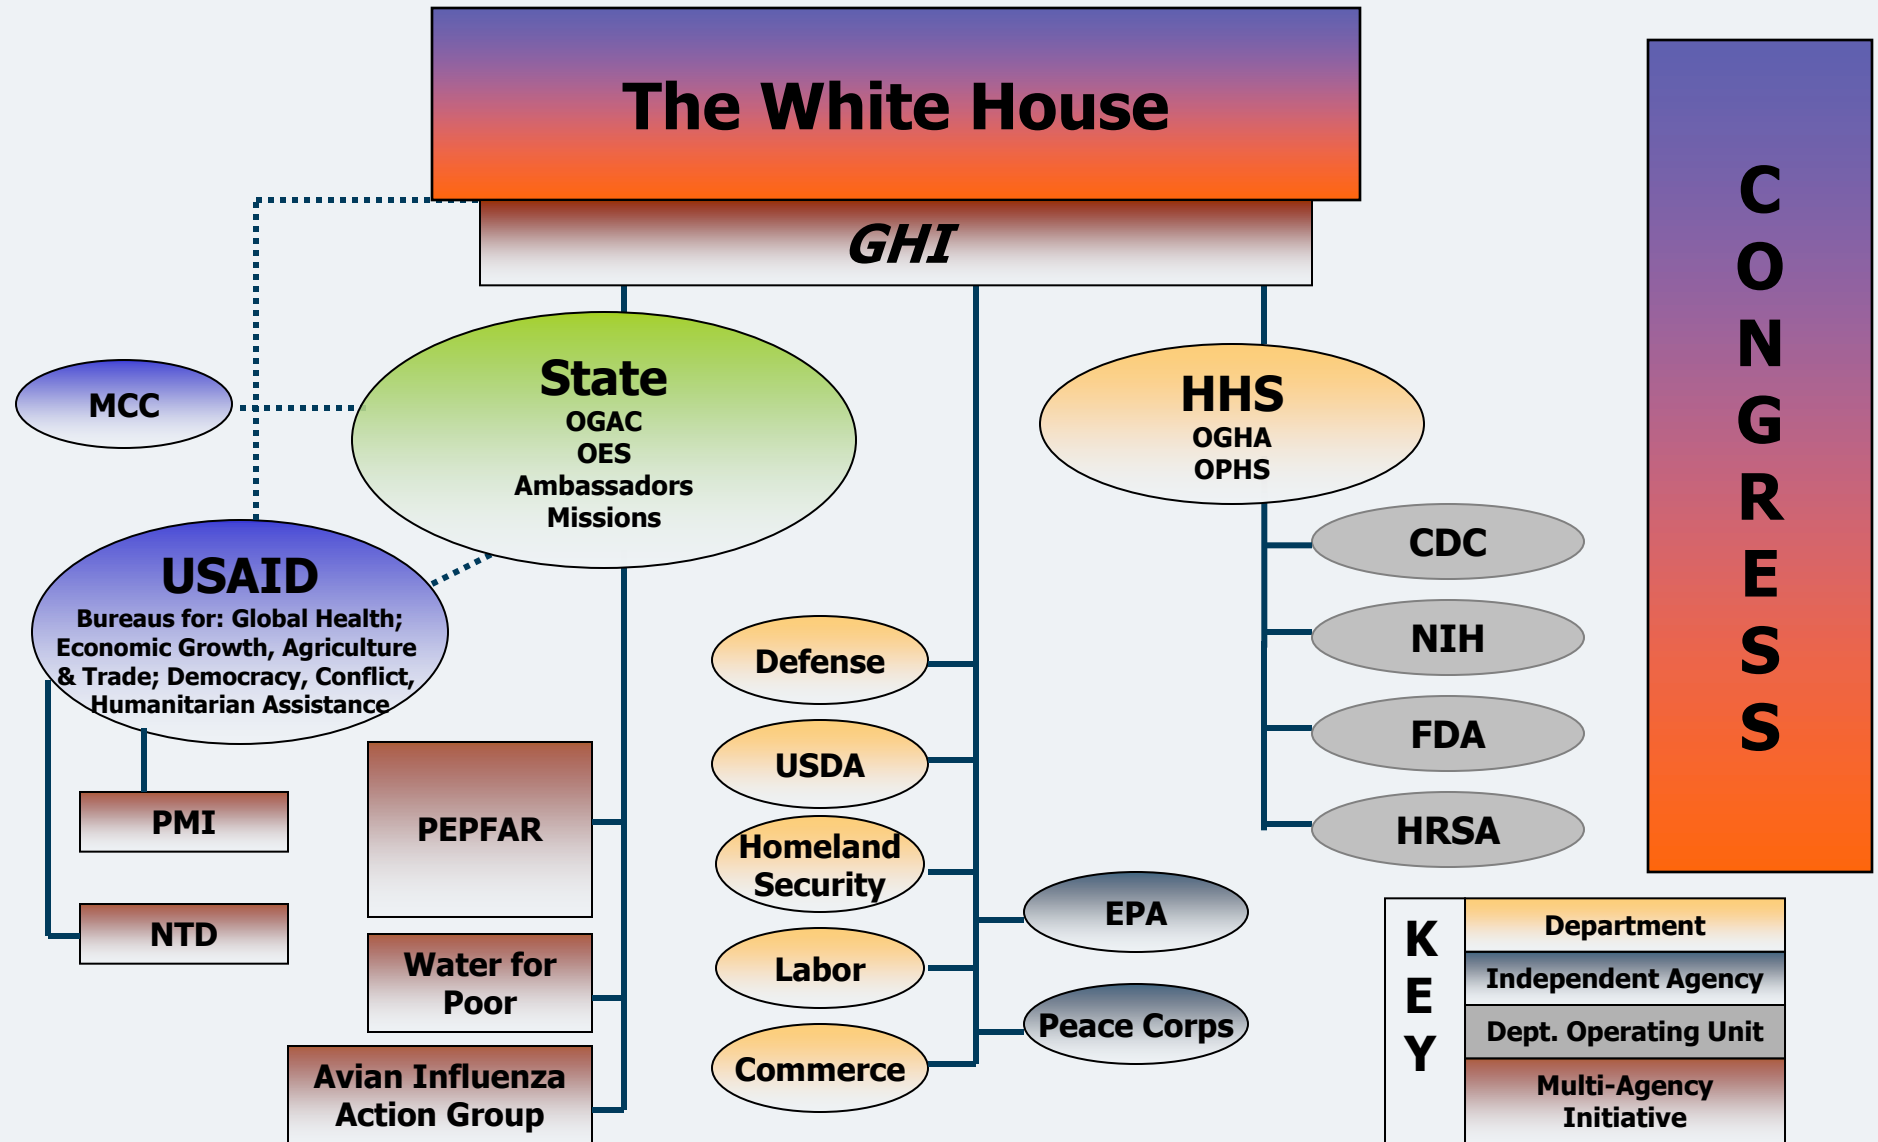 The White House
GHI
C
O
N
G
R
E
S
S
State
OGAC
OES
Ambassadors
Missions
MCC
HHS
OGHA
OPHS
USAID
Bureaus for: Global Health;
Economic Growth, Agriculture
& Trade; Democracy, Conflict,
Humanitarian Assistance
PMI
NTD
PEPFAR
Water for
Poor
Avian Influenza
Action Group
Defense
USDA
Homeland
Security
Labor
Commerce
EPA
Peace Corps
CDC
NIH
FDA
HRSA
K
E
Y
Department
Independent Agency
Dept. Operating Unit
Multi-Agency
Initiative